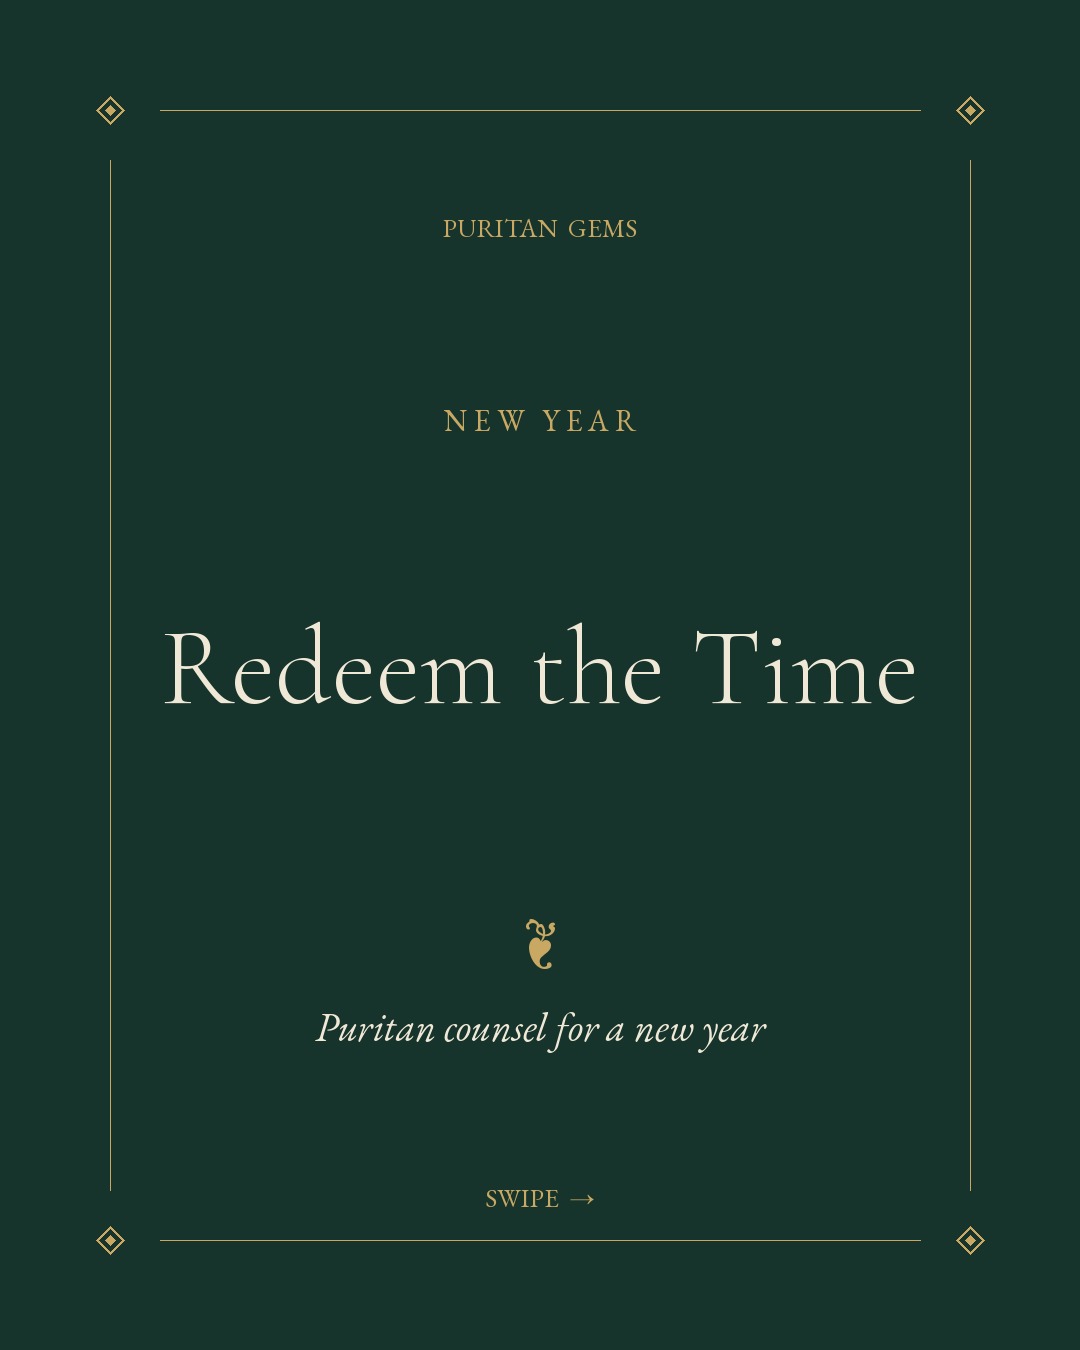 PURITAN GEMS
NEW YEAR
Redeem the Time
Puritan counsel for a new year
SWIPE →